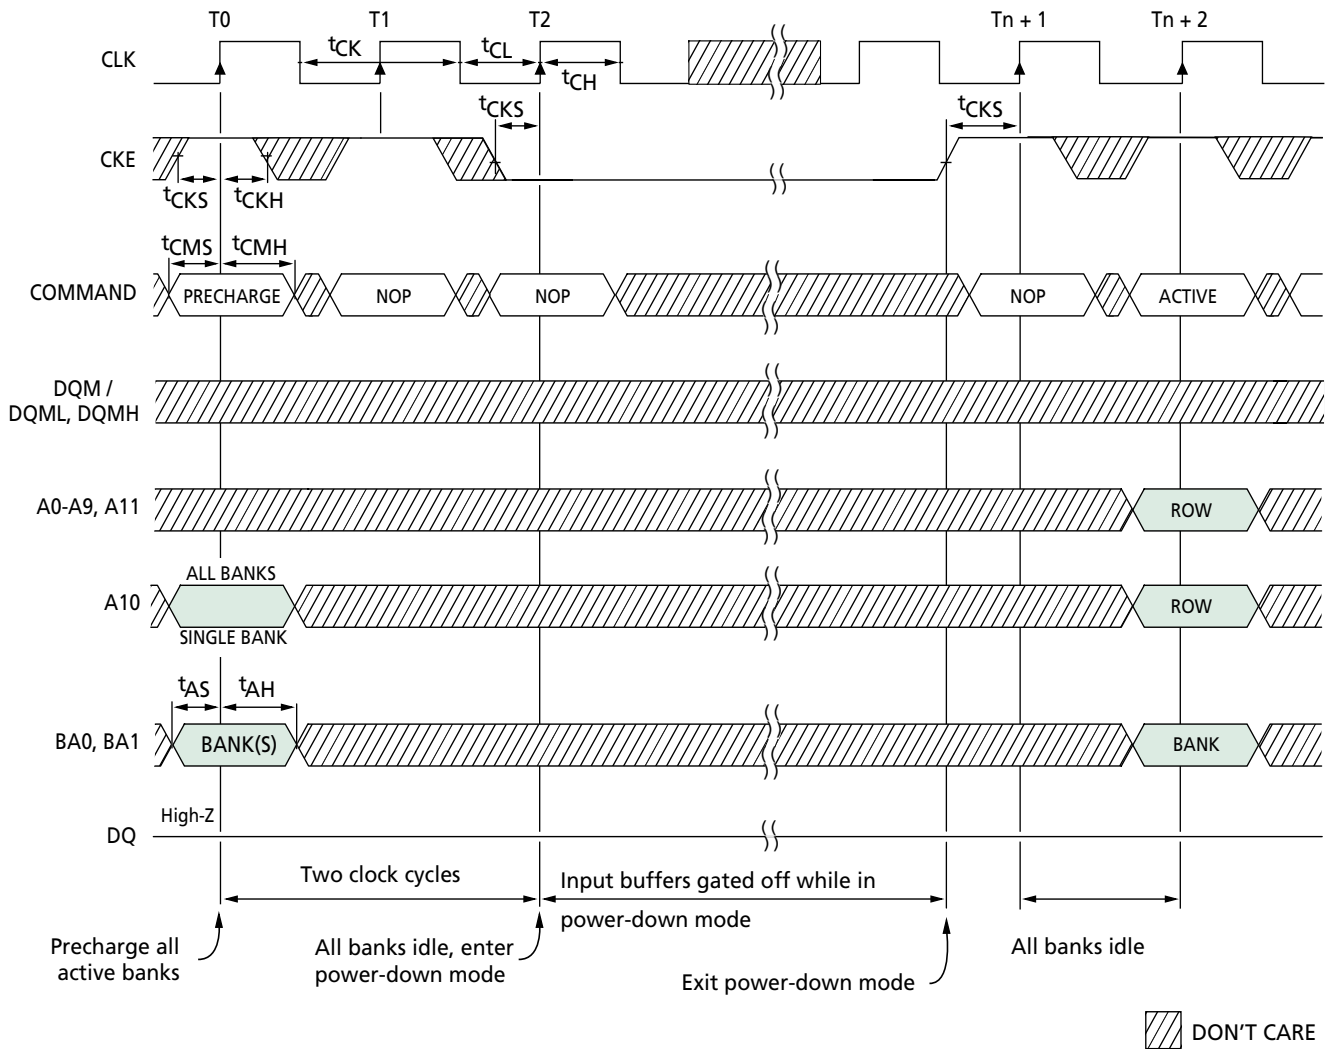 T0 T1 T2 Tn + 1 Tn + 2
CLK
tCK
tCL
tCH
tCKS
tCKS
CKE
tCKS
tCKH
tCMS
tCMH
COMMAND
PRECHARGE
NOP
NOP
NOP
ACTIVE
DQM /
DQML, DQMH
A0-A9, A11
ROW
ALL BANKS
A10
ROW
SINGLE BANK
tAS
tAH
BA0, BA1
BANK(S)
BANK
High-Z
DQ
Two clock cycles
Input buffers gated off while in
power-down mode
Precharge all
active banks
All banks idle, enter
power-down mode
Exit power-down mode
All banks idle
DON'T CARE